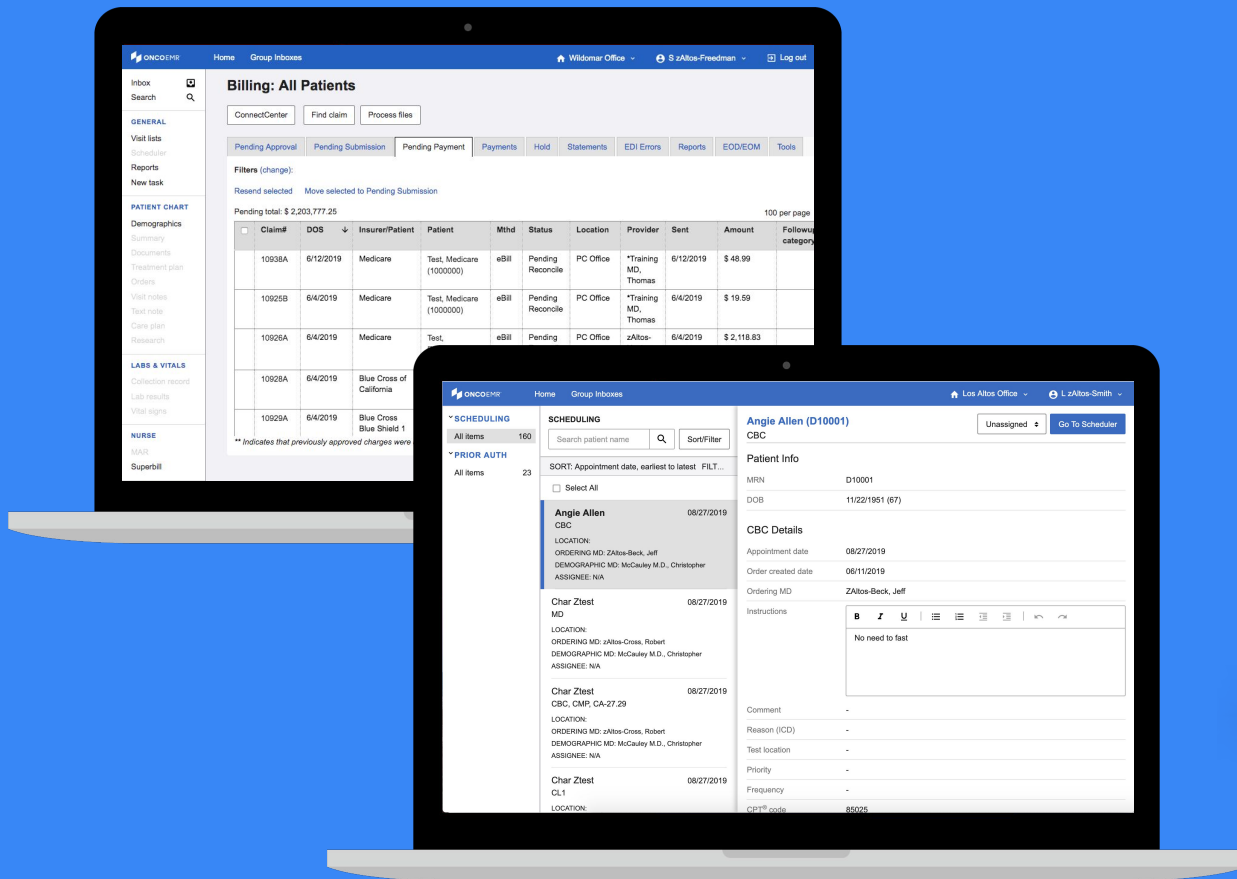 ONCOEMR Home Group Inboxes Wildomar Office S zAltos-Freedman Log out
Inbox
Search
GENERAL
Visit lists
Scheduler
Reports
New task
PATIENT CHART
Demographics
Summary
Documents
Treatment plan
Orders
Visit notes
Text note
Care plan
Research
LABS & VITALS
Collection record
Lab results
Vital signs
NURSE
MAR
Superbill
Billing: All Patients
ConnectCenter Find claim Process files
Pending Approval Pending Submission Pending Payment Payments Hold Statements EDI Errors Reports EOD/EOM Tools
Filters (change):
Resend selected Move selected to Pending Submission
Pending total: $ 2,203,777.25 100 per page
Claim# DOS Insurer/Patient Patient Mthd Status Location Provider Sent Amount Followup
category
10938A 6/12/2019 Medicare Test, Medicare eBill Pending PC Office *Training 6/12/2019 $ 48.99
(1000000) Reconcile MD,
Thomas
10925B 6/4/2019 Medicare Test, Medicare eBill Pending PC Office *Training 6/4/2019 $ 19.59
(1000000) Reconcile MD,
Thomas
10926A 6/4/2019 Medicare Test, eBill Pending PC Office zAltos- 6/4/2019 $ 2,118.83
10928A 6/4/2019 Blue Cross of
California
10929A 6/4/2019 Blue Cross
Blue Shield 1
** Indicates that previously approved charges were
ONCOEMR Home Group Inboxes Los Altos Office L zAltos-Smith
SCHEDULING
All items 160
PRIOR AUTH
All items 23
SCHEDULING
Search patient name Sort/Filter
SORT: Appointment date, earliest to latest FILT...
Select All
Angie Allen 08/27/2019
CBC
LOCATION:
ORDERING MD: ZAltos-Beck, Jeff
DEMOGRAPHIC MD: McCauley M.D., Christopher
ASSIGNEE: N/A
Char Ztest 08/27/2019
MD
LOCATION:
ORDERING MD: zAltos-Cross, Robert
DEMOGRAPHIC MD: McCauley M.D., Christopher
ASSIGNEE: N/A
Char Ztest 08/27/2019
CBC, CMP, CA-27.29
LOCATION:
ORDERING MD: zAltos-Cross, Robert
DEMOGRAPHIC MD: McCauley M.D., Christopher
ASSIGNEE: N/A
Char Ztest 08/27/2019
CL1
LOCATION:
Angie Allen (D10001) Unassigned Go To Scheduler
CBC
Patient Info
MRN D10001
DOB 11/22/1951 (67)
CBC Details
Appointment date 08/27/2019
Order created date 06/11/2019
Ordering MD ZAltos-Beck, Jeff
Instructions B I U
No need to fast
Comment -
Reason (ICD) -
Test location -
Priority -
Frequency -
CPT® code 85025